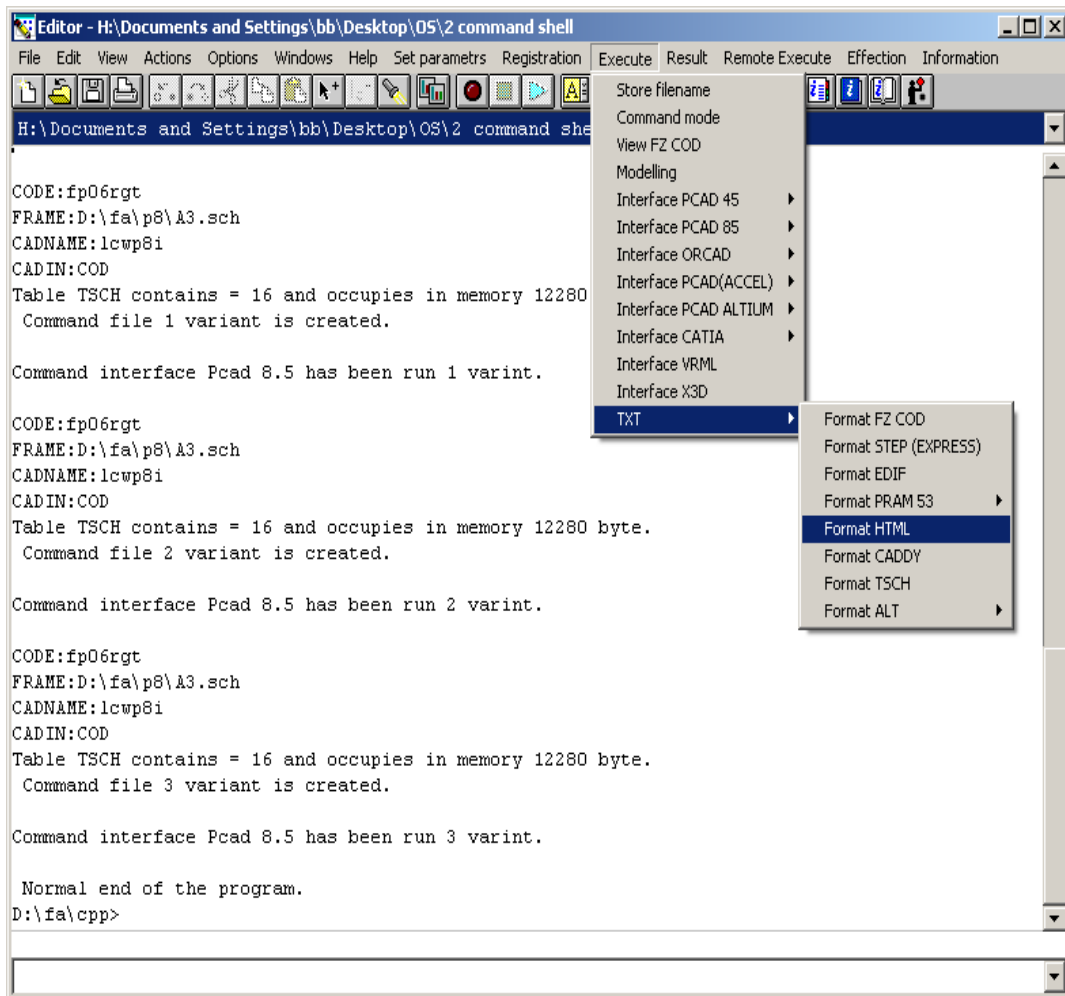 Editor - H:\Documents and Settings\bb\Desktop\OS\2 command shell
File Edit View Actions Options Windows Help Set parametrs Registration Execute Result Remote Execute Effection Information
H:\Documents and Settings\bb\Desktop\OS\2 command she
Store filename
Command mode
View FZ COD
Modelling
Interface PCAD 45
Interface PCAD 85
Interface ORCAD
Interface PCAD(ACCEL)
Interface PCAD ALTIUM
Interface CATIA
Interface VRML
Interface X3D
TXT
Format FZ COD
Format STEP (EXPRESS)
Format EDIF
Format PRAM 53
Format HTML
Format CADDY
Format TSCH
Format ALT
CODE:fp06rgt
FRAME:D:\fa\p8\A3.sch
CADNAME:lcwp8i
CADIN:COD
Table TSCH contains = 16 and occupies in memory 12280
Command file 1 variant is created.
Command interface Pcad 8.5 has been run 1 varint.
CODE:fp06rgt
FRAME:D:\fa\p8\A3.sch
CADNAME:lcwp8i
CADIN:COD
Table TSCH contains = 16 and occupies in memory 12280 byte.
Command file 2 variant is created.
Command interface Pcad 8.5 has been run 2 varint.
CODE:fp06rgt
FRAME:D:\fa\p8\A3.sch
CADNAME:lcwp8i
CADIN:COD
Table TSCH contains = 16 and occupies in memory 12280 byte.
Command file 3 variant is created.
Command interface Pcad 8.5 has been run 3 varint.
Normal end of the program.
D:\fa\cpp>